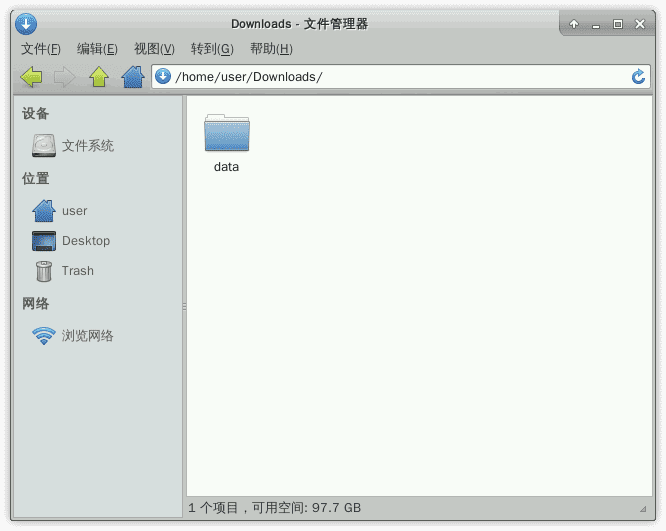 Downloads - 文件管理器
文件(F) 编辑(E) 视图(V) 转到(G) 帮助(H)
/home/user/Downloads/
设备
文件系统
位置
user
Desktop
Trash
网络
浏览网络
data
1 个项目，可用空间: 97.7 GB